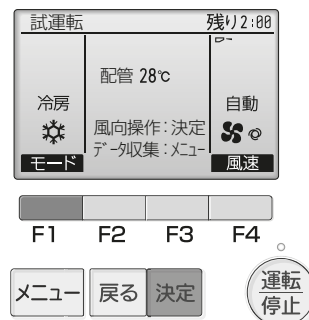 試運転 残り2:00
配管 28℃
冷房 自動
風向操作:決定
データ収集:メニュー
モード 風速
F1 F2 F3 F4
メニュー 戻る 決定 運転
停止